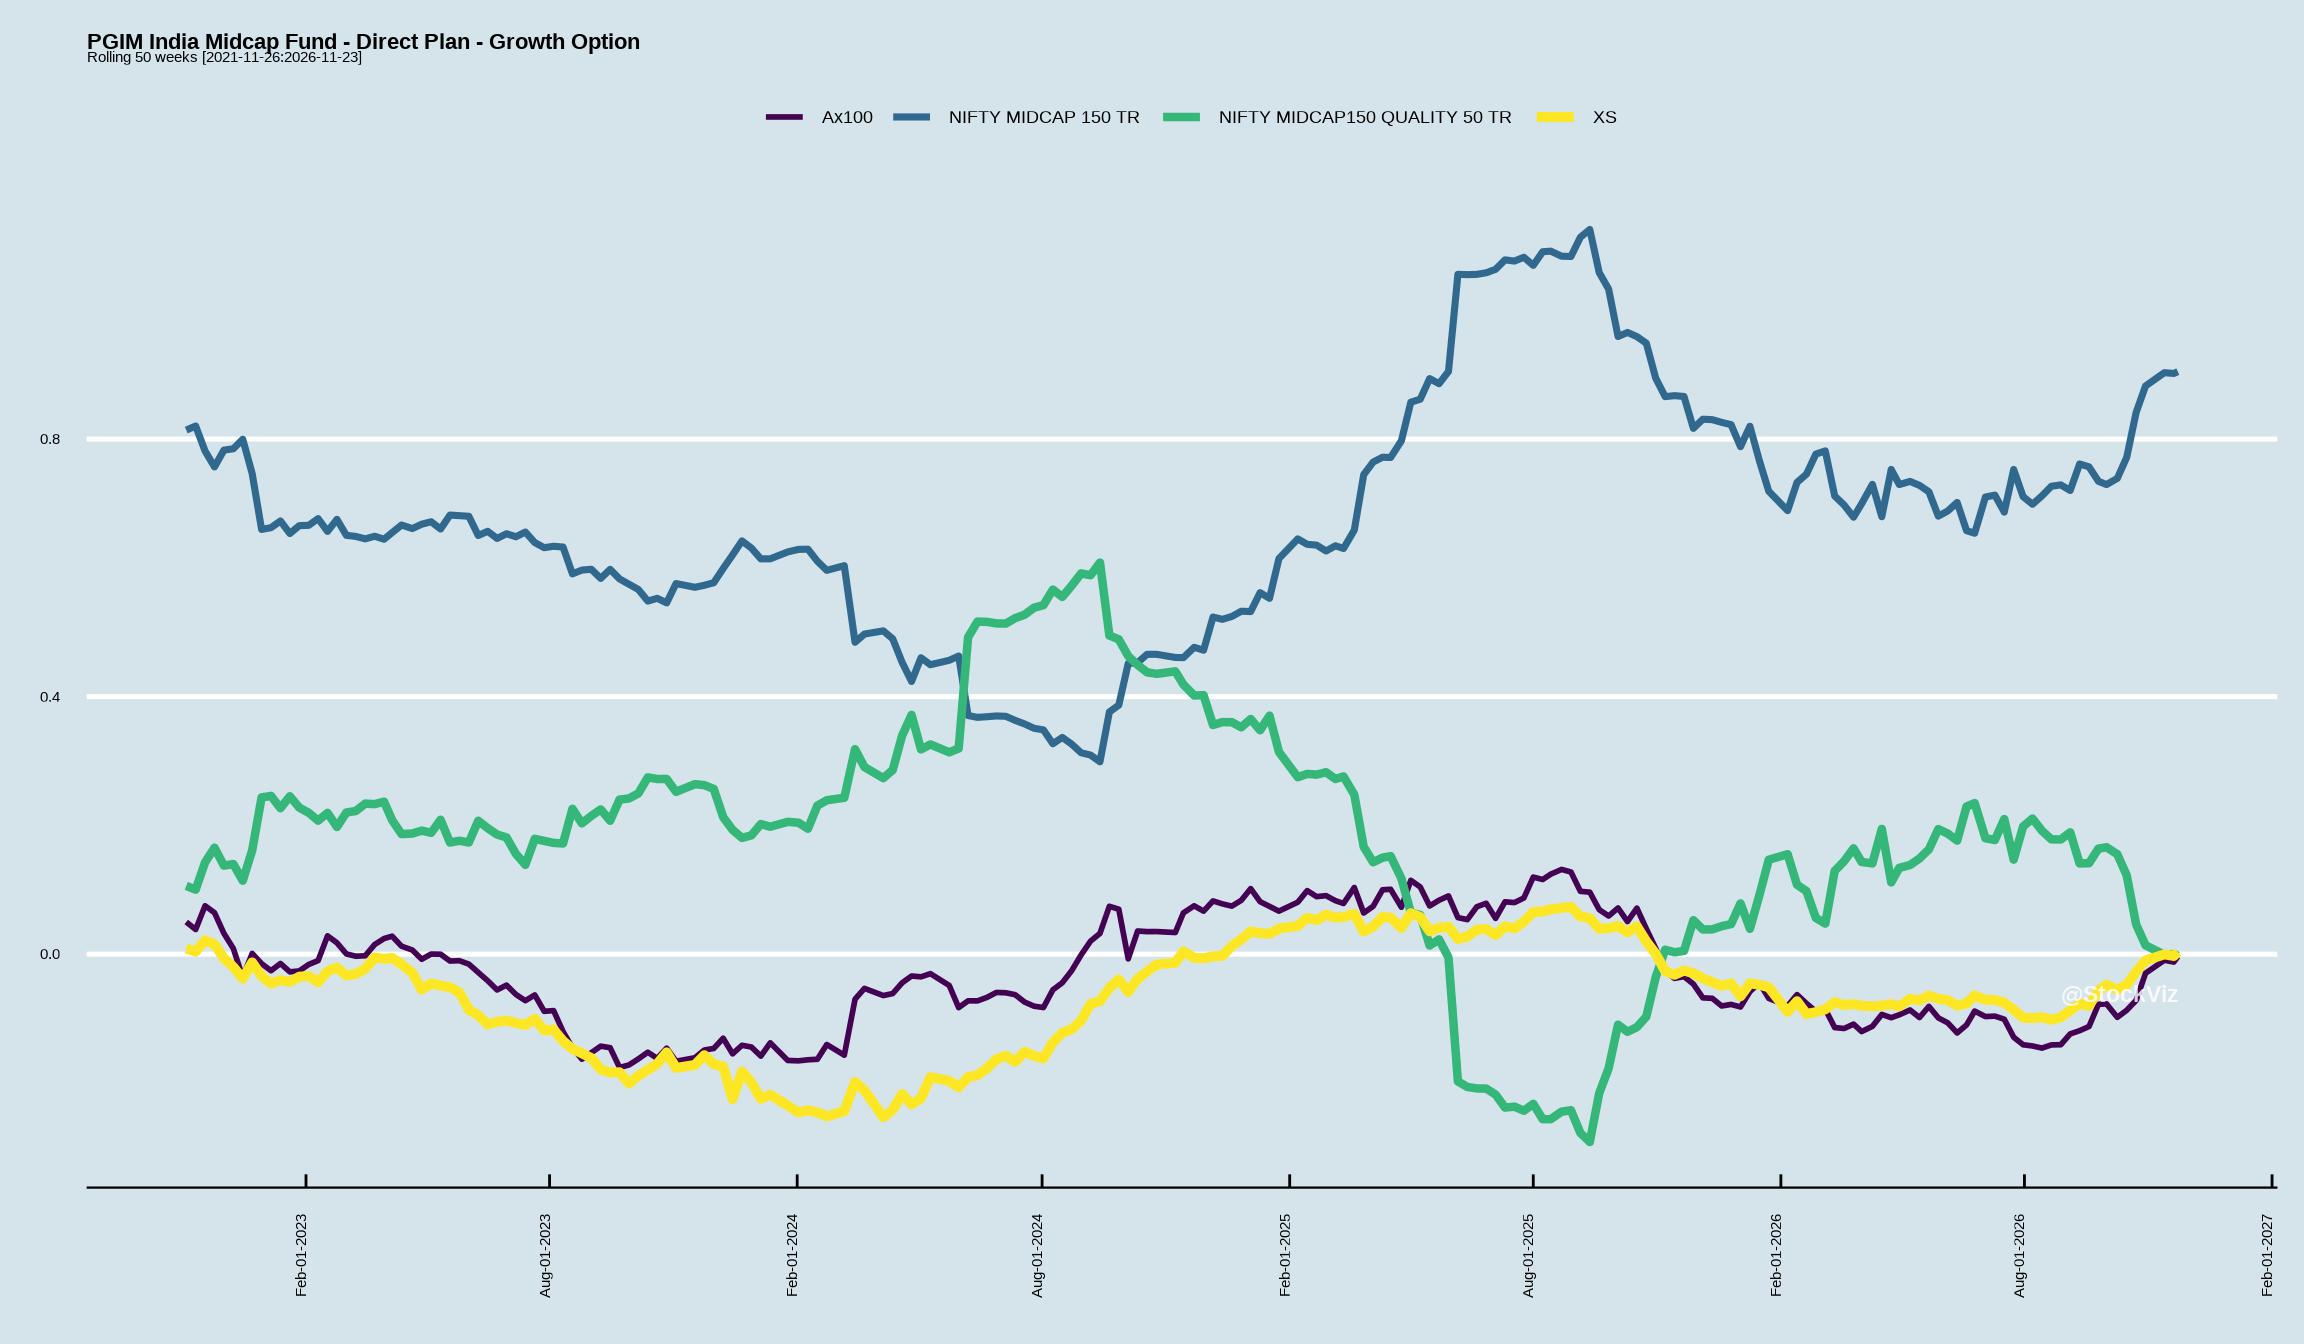 PGIM India Midcap Fund - Direct Plan - Growth Option
Rolling 50 weeks [2021-11-26:2026-11-23]
Ax100 NIFTY MIDCAP 150 TR NIFTY MIDCAP150 QUALITY 50 TR XS
0.8
0.4
0.0
@StockViz
Feb-01-2023
Aug-01-2023
Feb-01-2024
Aug-01-2024
Feb-01-2025
Aug-01-2025
Feb-01-2026
Aug-01-2026
Feb-01-2027